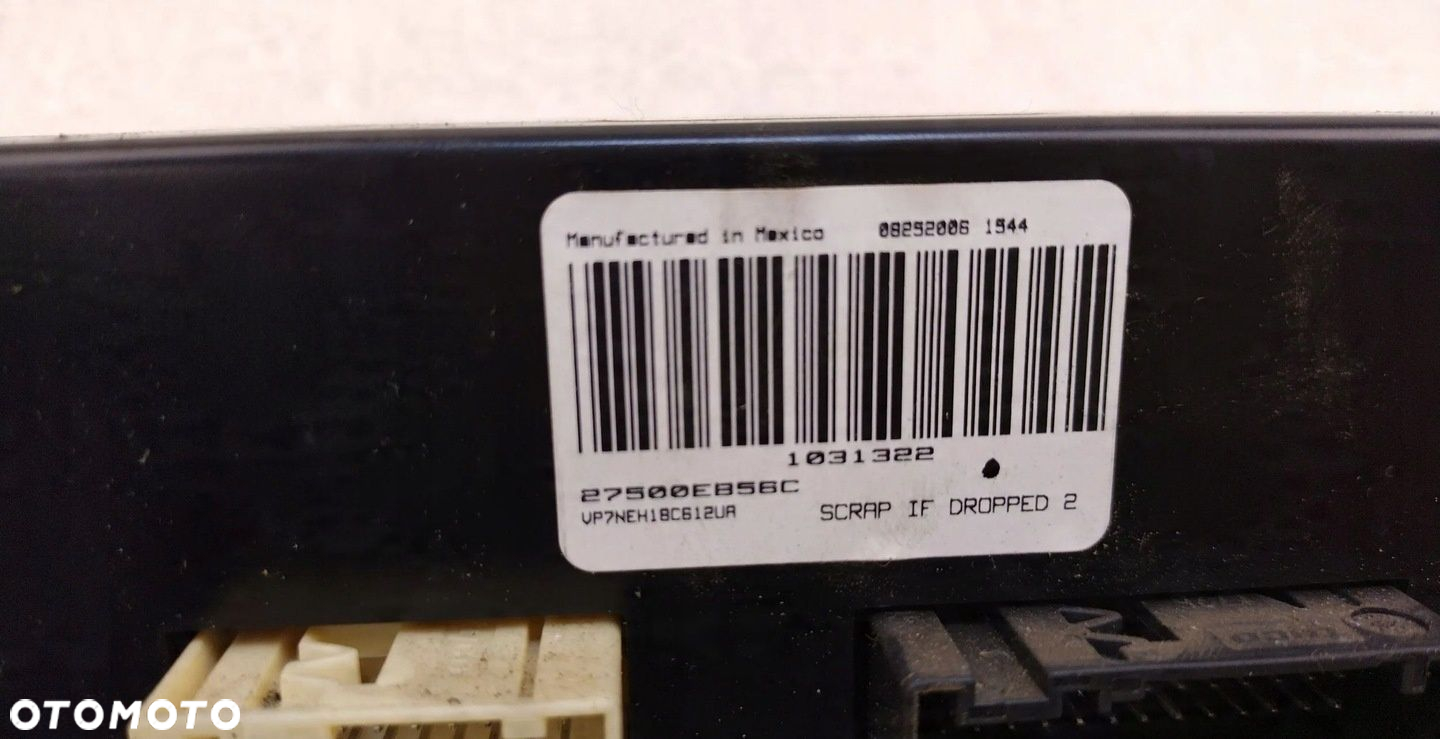 Manufactured in Mexico 08252006 1544
1031322
27500EB56C
VP7NEH18C612UA
SCRAP IF DROPPED 2
OTOMOTO